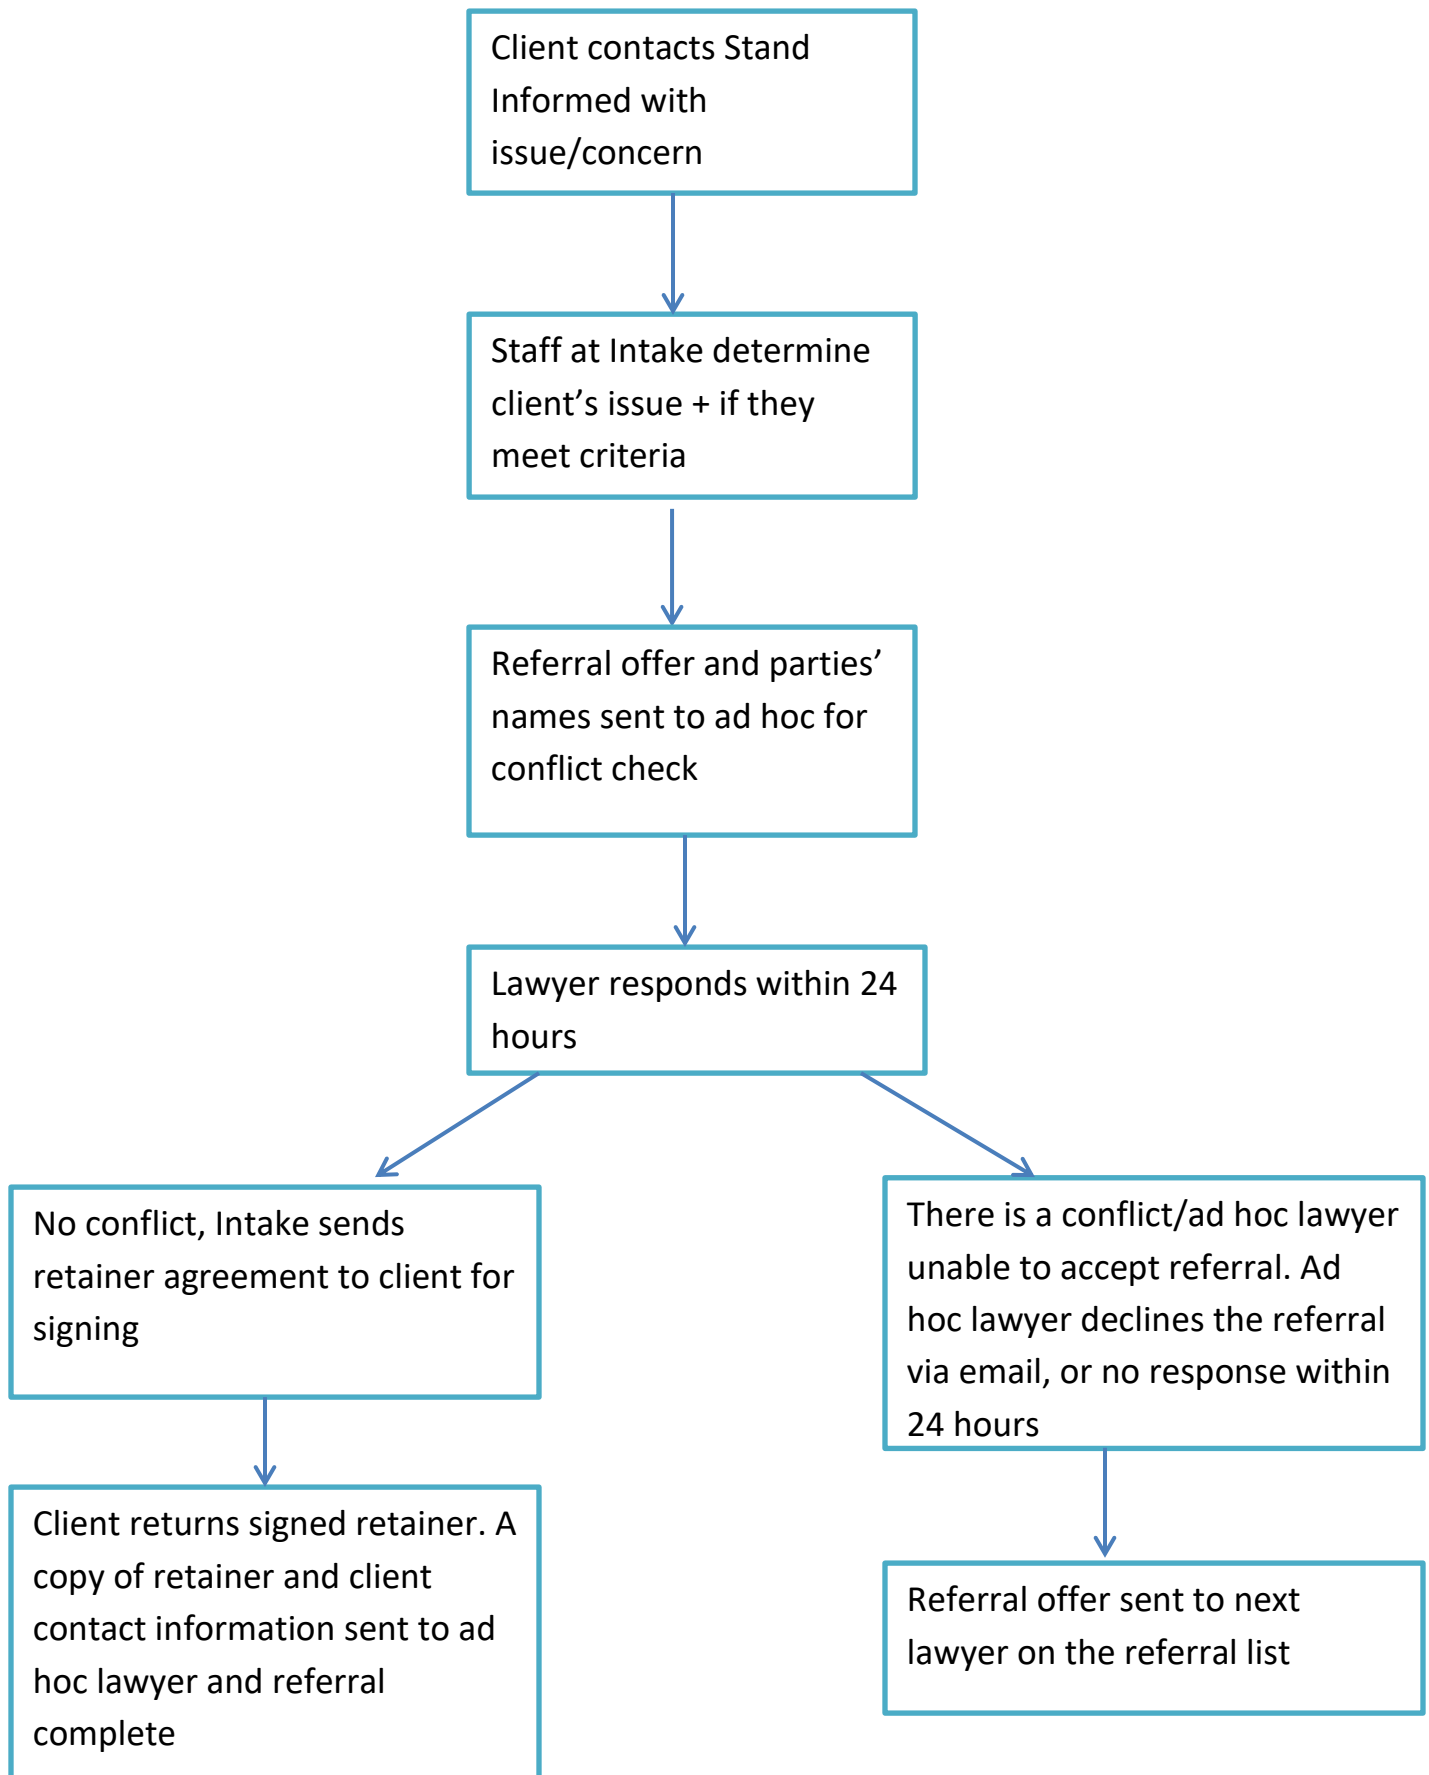 Client contacts Stand
Informed with
issue/concern
Staff at Intake determine
client’s issue + if they
meet criteria
Referral offer and parties’
names sent to ad hoc for
conflict check
Lawyer responds within 24
hours
No conflict, Intake sends
retainer agreement to client for
signing
Client returns signed retainer. A
copy of retainer and client
contact information sent to ad
hoc lawyer and referral
complete
There is a conflict/ad hoc lawyer
unable to accept referral. Ad
hoc lawyer declines the referral
via email, or no response within
24 hours
Referral offer sent to next
lawyer on the referral list